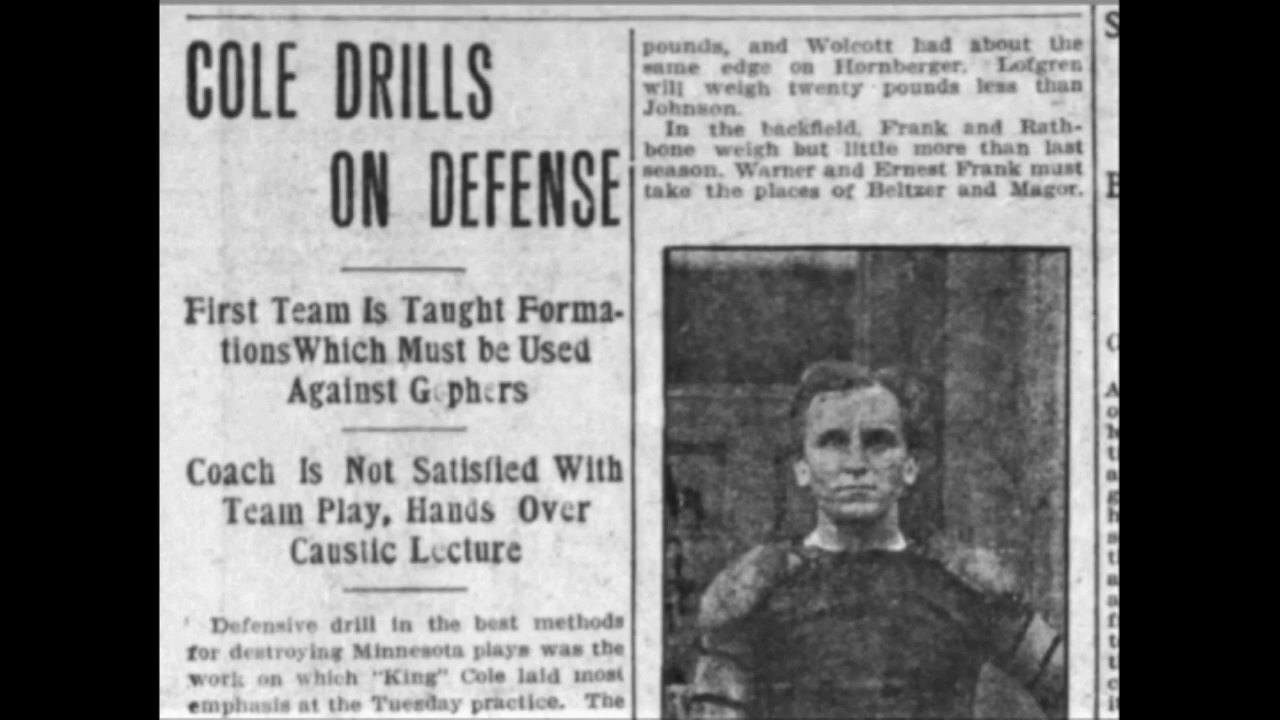 COLE DRILLS
ON DEFENSE
First Team Is Taught Forma-
tions Which Must be Used
Against Gophers
Coach Is Not Satisfied With
Team Play, Hands Over
Caustic Lecture
Defensive drill in the best methods
for destroying Minnesota plays was the
work on which "King" Cole laid most
emphasis at the Tuesday practice. The
pounds, and Wolcott had about the
same edge on Hornberger. Lofgren
will weigh twenty pounds less than
Johnson.
In the backfield, Frank and Rath-
bone weigh but little more than last
season. Warner and Ernest Frank must
take the places of Beltzer and Magor.